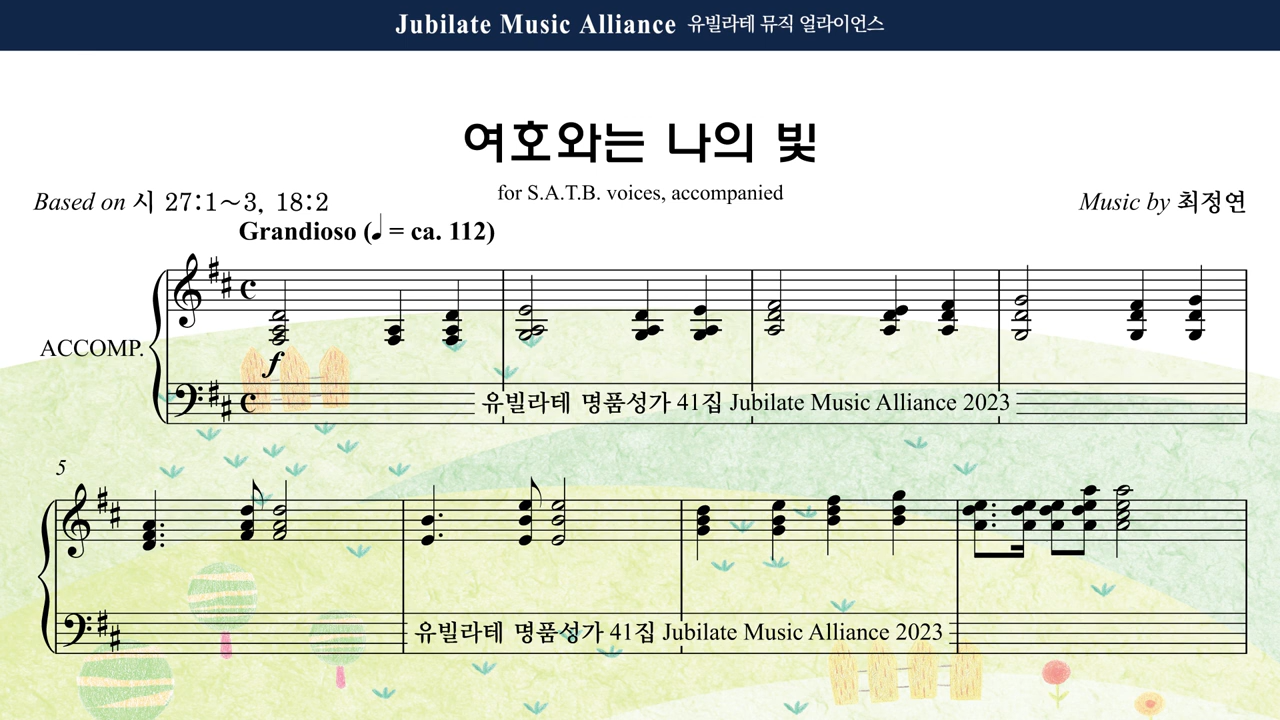 Jubilate Music Alliance 유빌라테 뮤직 얼라이언스
여호와는 나의 빛
for S.A.T.B. voices, accompanied
Based on 시 27:1~3, 18:2
Music by 최정연
Grandioso (♩ = ca. 112)
ACCOMP.
f
유빌라테 명품성가 41집 Jubilate Music Alliance 2023
5
유빌라테 명품성가 41집 Jubilate Music Alliance 2023